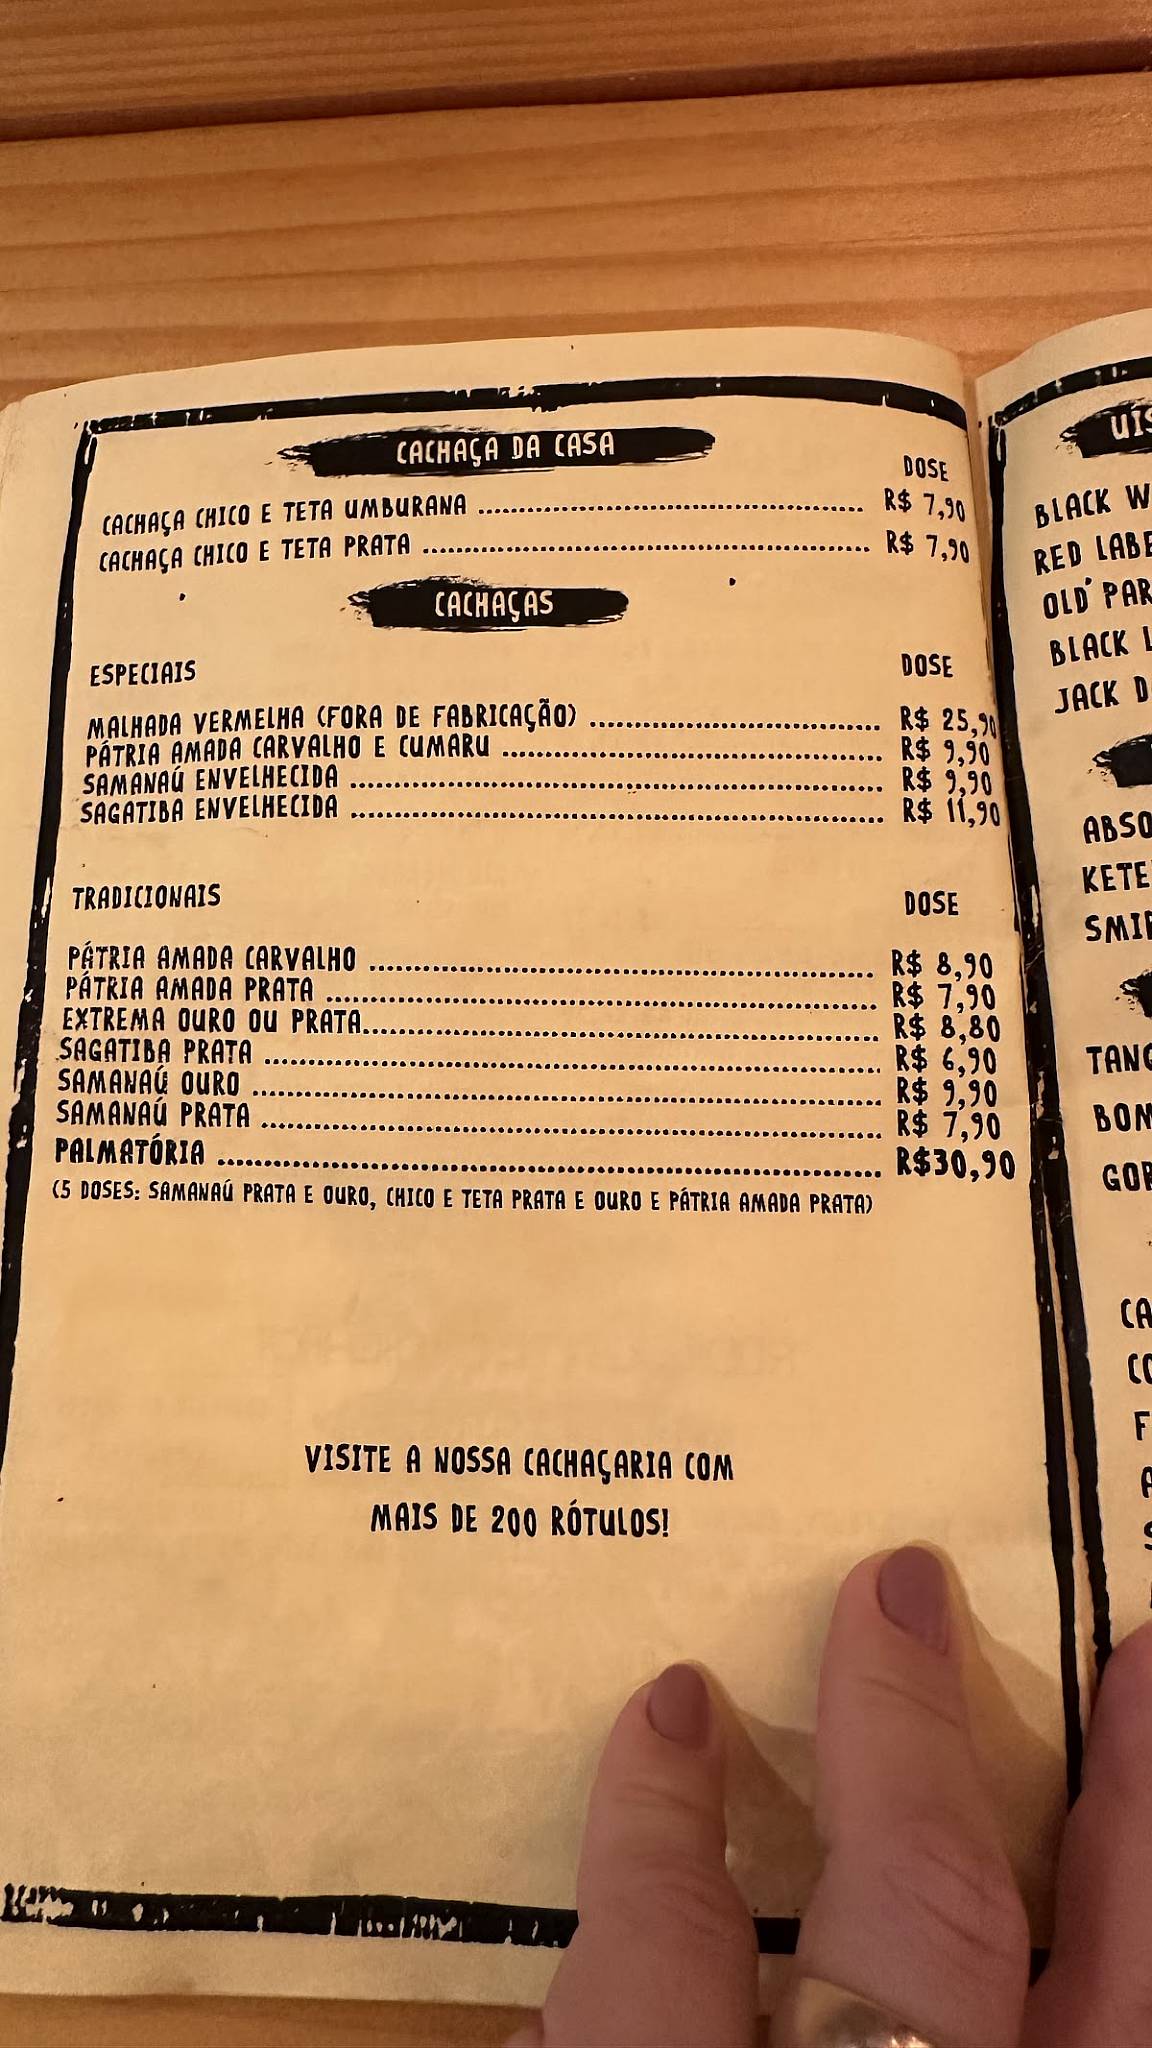 CACHAÇA DA CASA
DOSE
CACHAÇA CHICO E TETA UMBURANA ........................................ R$ 7,90
CACHAÇA CHICO E TETA PRATA ............................................... R$ 7,90
CACHAÇAS
ESPECIAIS DOSE
MALHADA VERMELHA (FORA DE FABRICAÇÃO) .............................. R$ 25,90
PÁTRIA AMADA CARVALHO E CUMARU ........................................ R$ 9,90
SAMANAÚ ENVELHECIDA ........................................................ R$ 9,90
SAGATIBA ENVELHECIDA ........................................................ R$ 11,90
TRADICIONAIS DOSE
PÁTRIA AMADA CARVALHO ..................................................... R$ 8,90
PÁTRIA AMADA PRATA .......................................................... R$ 7,90
EXTREMA OURO OU PRATA...................................................... R$ 8,80
SAGATIBA PRATA ................................................................ R$ 6,90
SAMANAÚ OURO .................................................................. R$ 9,90
SAMANAÚ PRATA ................................................................. R$ 7,90
PALMATÓRIA ...................................................................... R$30,90
(5 DOSES: SAMANAÚ PRATA E OURO, CHICO E TETA PRATA E OURO E PÁTRIA AMADA PRATA)
VISITE A NOSSA CACHAÇARIA COM
MAIS DE 200 RÓTULOS!
BLACK
RED
OLD
BLACK
JACK